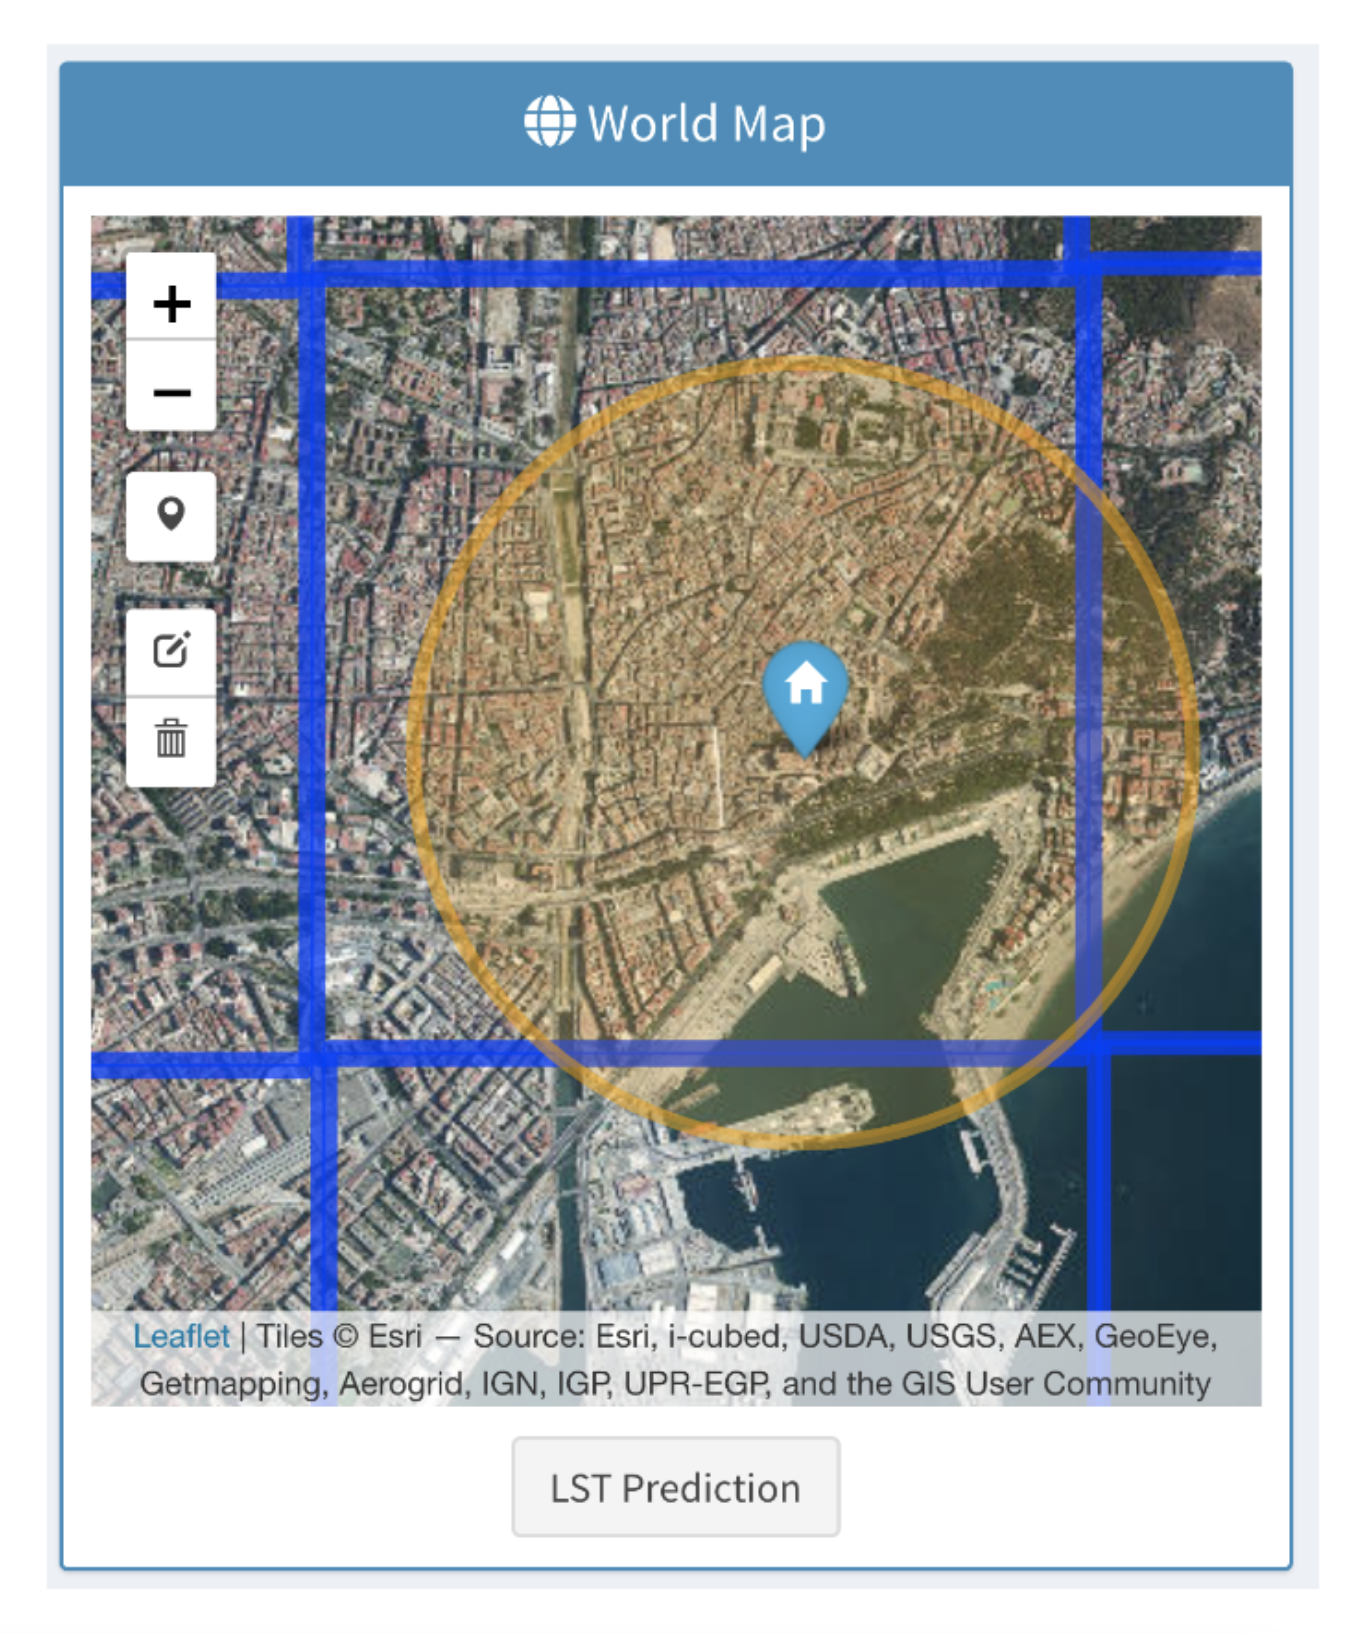 World Map
+
−
Leaflet | Tiles © Esri — Source: Esri, i-cubed, USDA, USGS, AEX, GeoEye,
Getmapping, Aerogrid, IGN, IGP, UPR-EGP, and the GIS User Community
LST Prediction